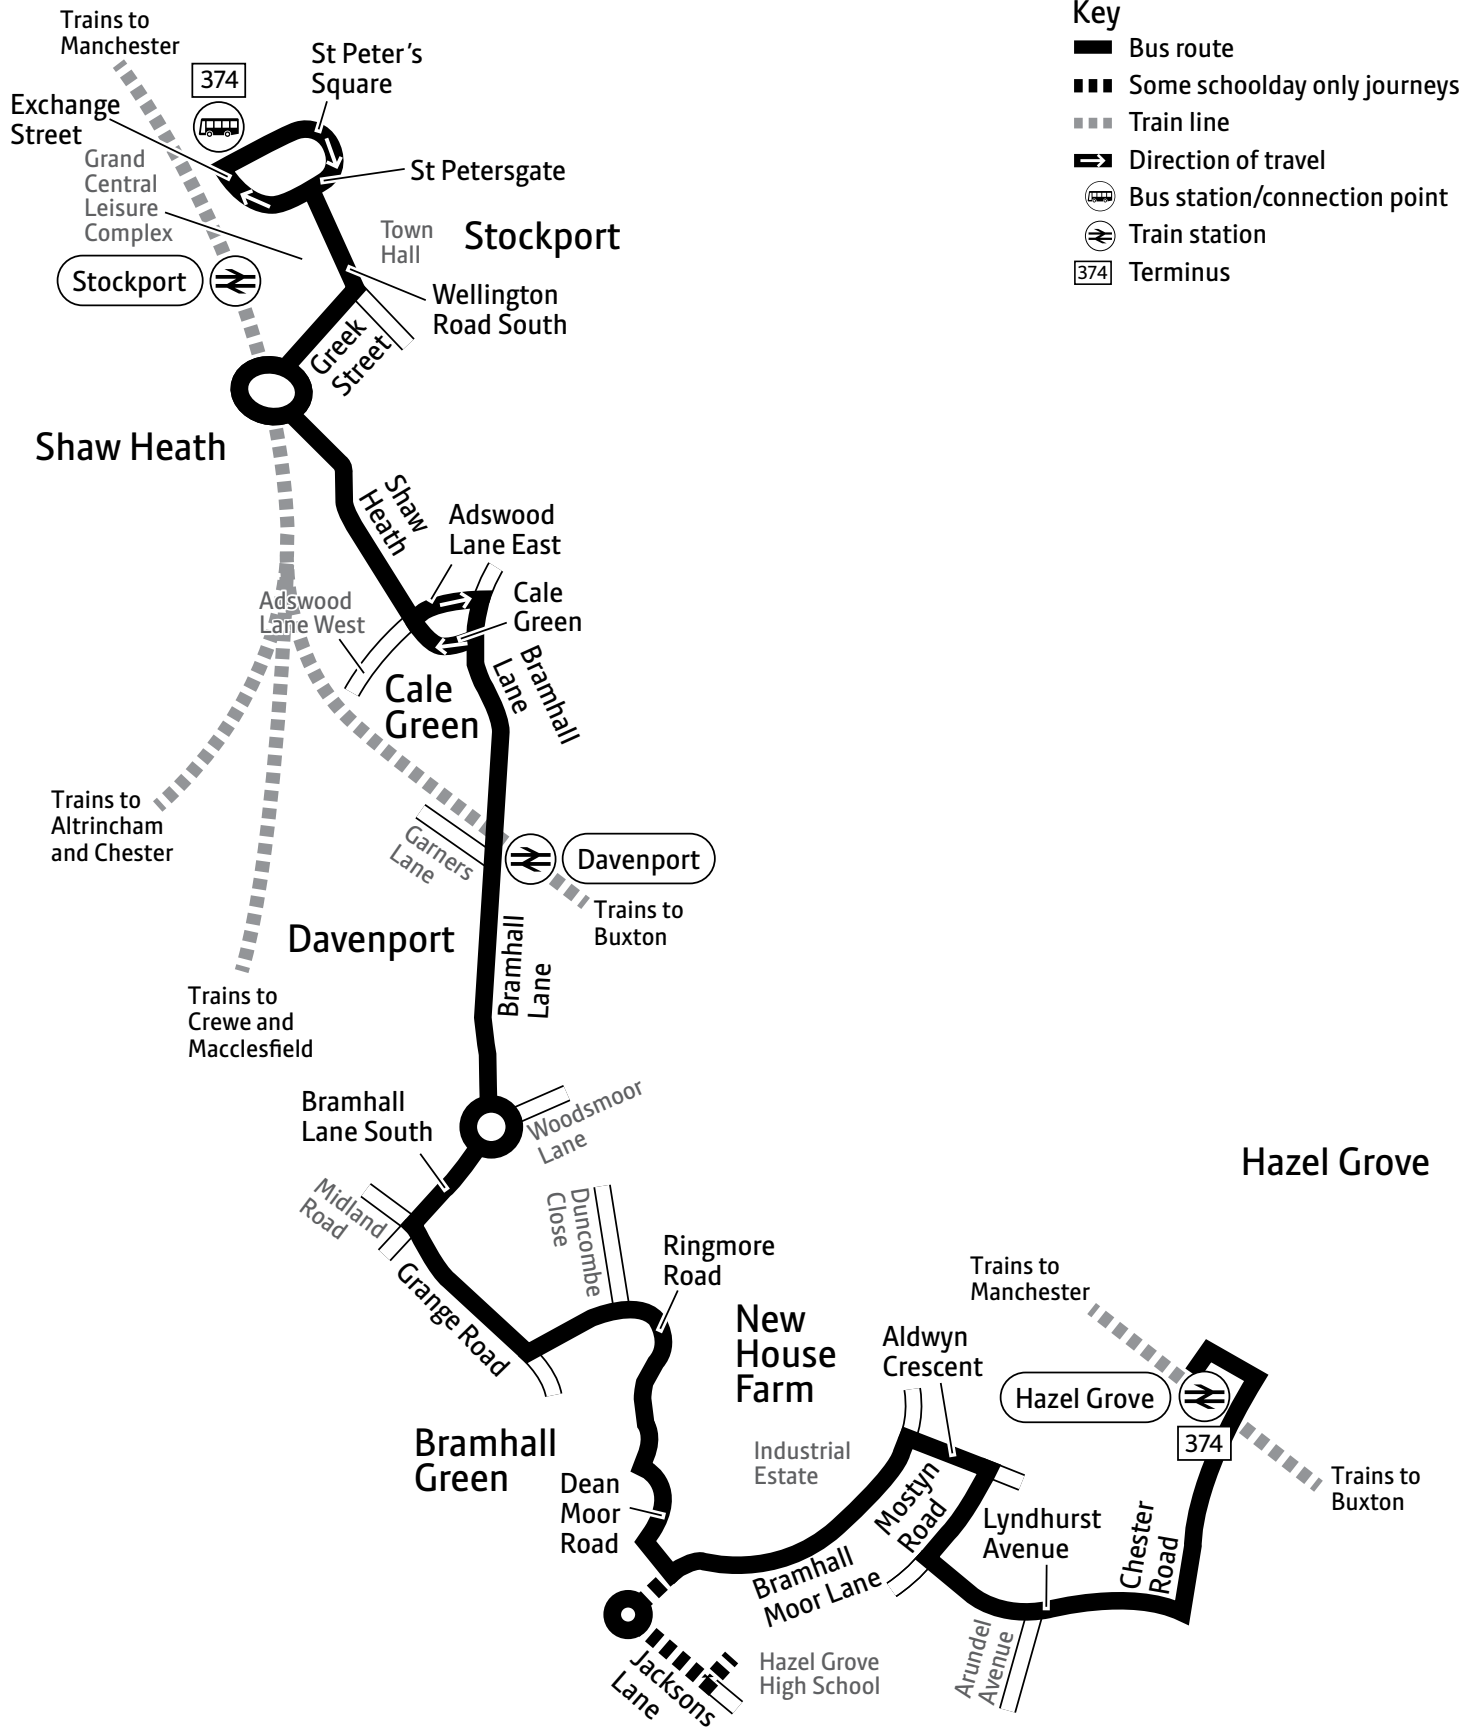 Trains to
Manchester
374
St Peter's
Square
Exchange
Street
Grand
Central
Leisure
Complex
St Petersgate
Town
Hall
Stockport
Stockport
Wellington
Road South
Greek
Street
Shaw Heath
Shaw
Heath
Adswood
Lane East
Cale
Green
Adswood
Lane West
Cale
Green
Bramhall
Lane
Trains to
Altrincham
and Chester
Garners
Lane
Davenport
Trains to
Buxton
Davenport
Bramhall
Lane
Trains to
Crewe and
Macclesfield
Bramhall
Lane South
Woodsmoor
Lane
Midland
Road
Duncombe
Close
Grange Road
Ringmore
Road
New
House
Farm
Bramhall
Green
Dean
Moor
Road
Industrial
Estate
Aldwyn
Crescent
Mostyn
Road
Bramhall
Moor Lane
Lyndhurst
Avenue
Arundel
Avenue
Chester
Road
Hazel Grove
Trains to
Manchester
Hazel Grove
374
Trains to
Buxton
Jacksons
Lane
Hazel Grove
High School
Key
Bus route
Some schoolday only journeys
Train line
Direction of travel
Bus station/connection point
Train station
374 Terminus